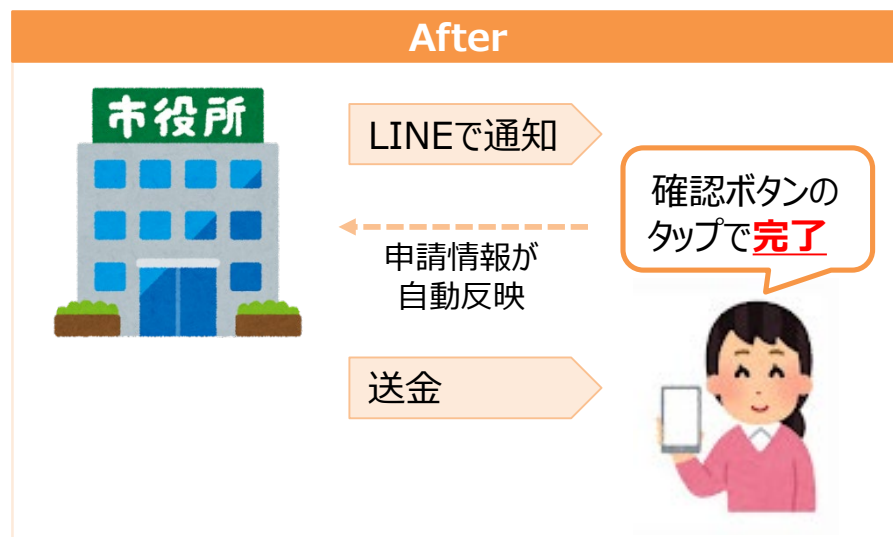 After
市役所
LINEで通知
確認ボタンの
タップで完了
申請情報が
自動反映
送金